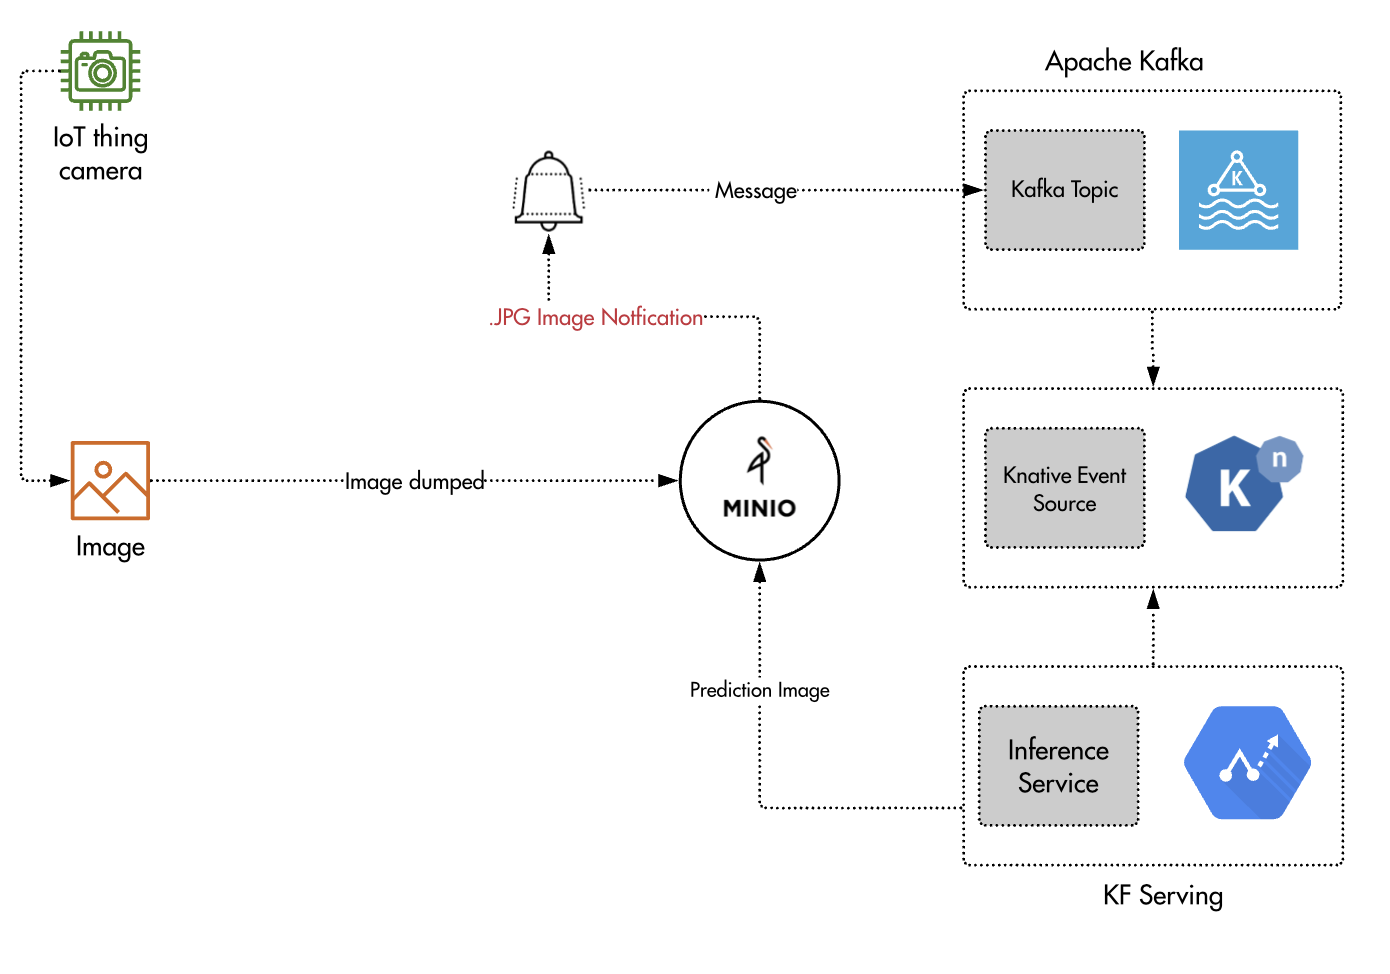 Apache Kafka
IoT thing
camera
Kafka Topic
K
Message
.JPG Image Notfication
Knative Event
Source
K
n
Image dumped
MINIO
Image
Prediction Image
Inference
Service
KF Serving